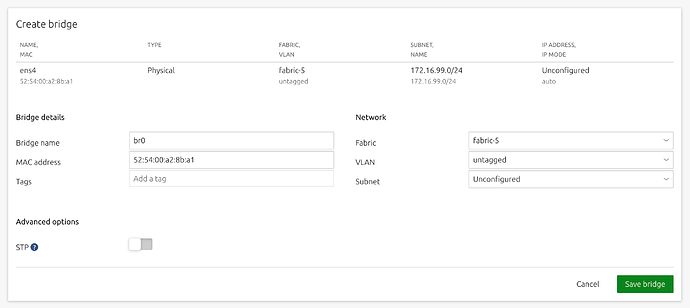 Create bridge
NAME, TYPE FABRIC, SUBNET, IP ADDRESS,
MAC VLAN NAME IP MODE
ens4 Physical fabric-5 172.16.99.0/24 Unconfigured
52:54:00:a2:8b:a1 untagged 172.16.99.0/24 auto
Bridge details Network
Bridge name br0 Fabric fabric-5
MAC address 52:54:00:a2:8b:a1 VLAN untagged
Tags Add a tag Subnet Unconfigured
Advanced options
STP ?
Cancel Save bridge